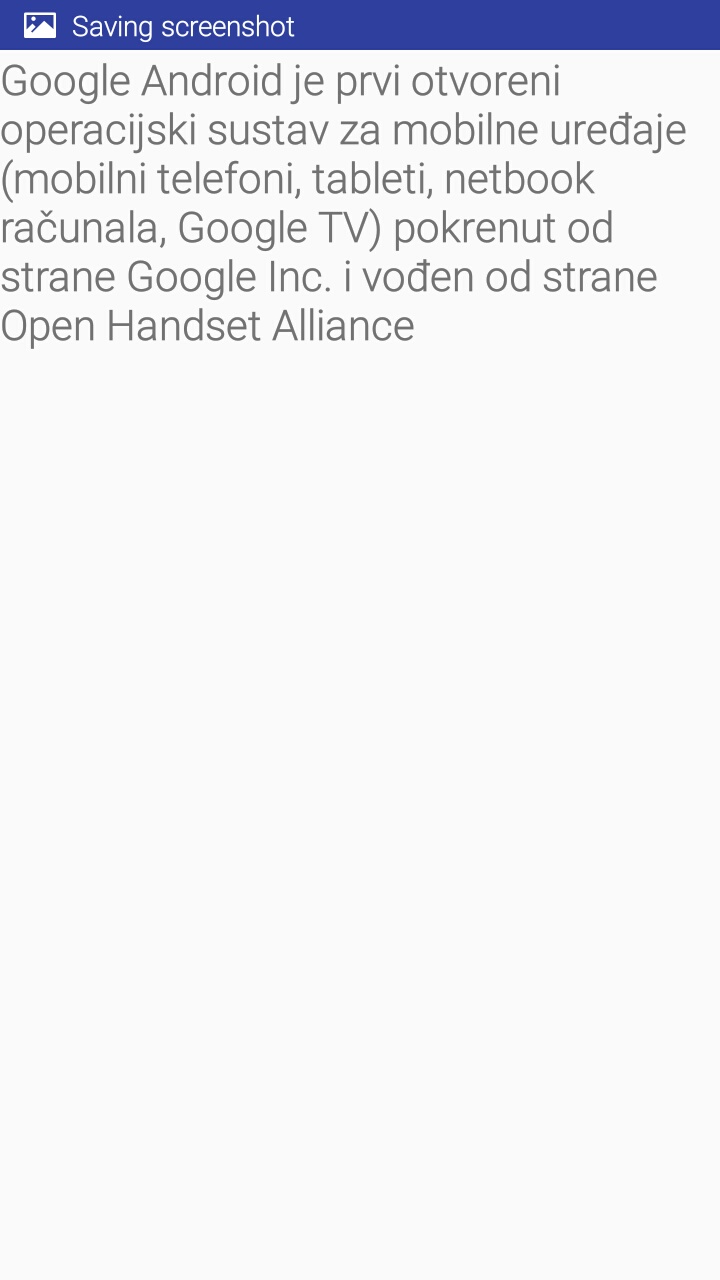 Saving screenshot
Google Android je prvi otvoreni
operacijski sustav za mobilne uređaje
(mobilni telefoni, tableti, netbook
računala, Google TV) pokrenut od
strane Google Inc. i vođen od strane
Open Handset Alliance